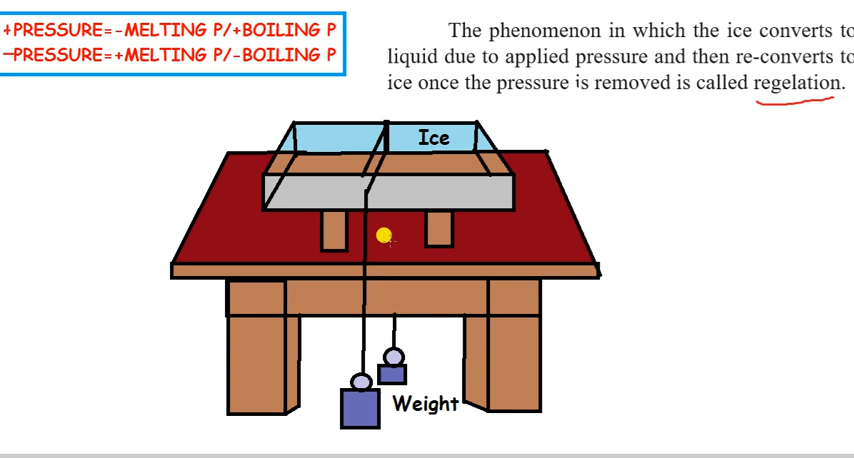 +PRESSURE=-MELTING P/+BOILING P
−PRESSURE=+MELTING P/-BOILING P
The phenomenon in which the ice converts to
liquid due to applied pressure and then re-converts to
ice once the pressure is removed is called regelation.
Ice
Weight